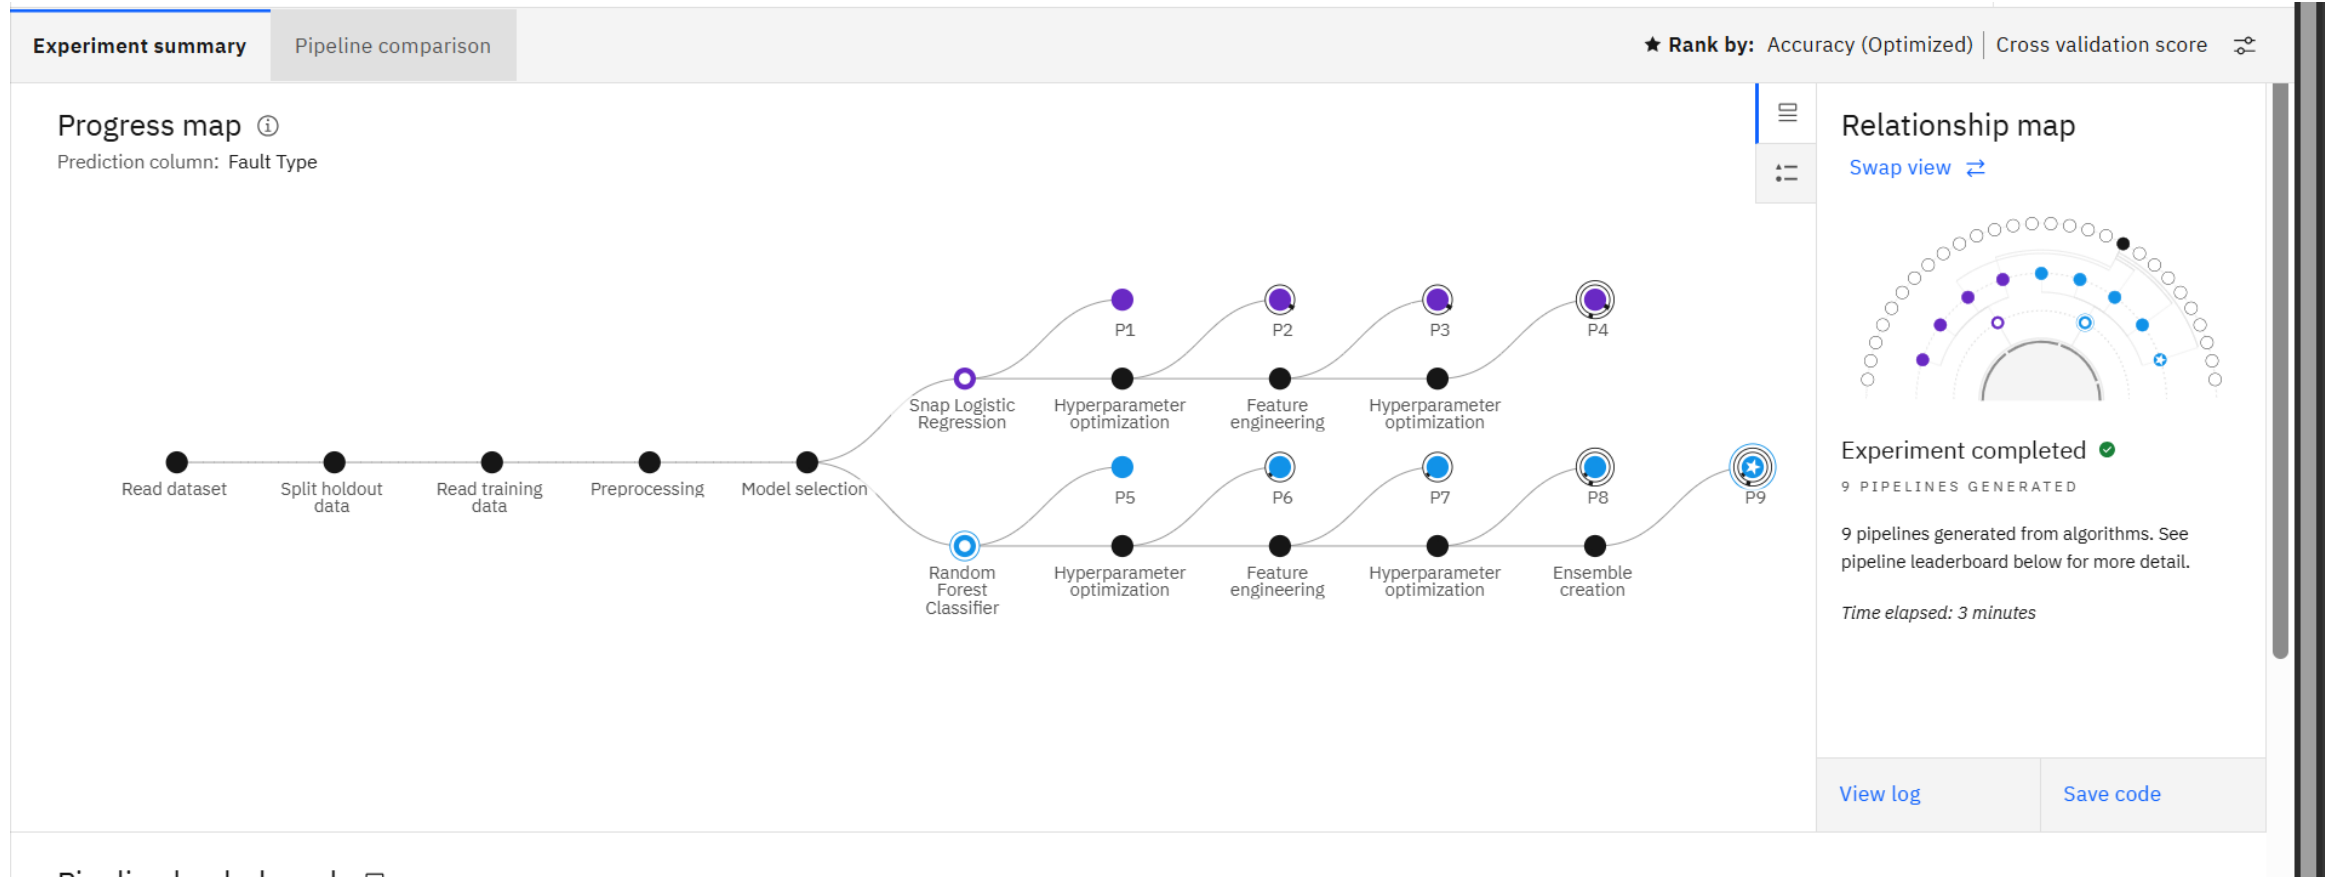 Experiment summary
Pipeline comparison
★ Rank by: Accuracy (Optimized) | Cross validation score
Progress map
Prediction column: Fault Type
P1
P2
P3
P4
Snap Logistic
Regression
Hyperparameter
optimization
Feature
engineering
Hyperparameter
optimization
Read dataset
Split holdout
data
Read training
data
Preprocessing
Model selection
P5
P6
P7
P8
P9
Random
Forest
Classifier
Hyperparameter
optimization
Feature
engineering
Hyperparameter
optimization
Ensemble
creation
Relationship map
Swap view
Experiment completed
9 PIPELINES GENERATED
9 pipelines generated from algorithms. See
pipeline leaderboard below for more detail.
Time elapsed: 3 minutes
View log
Save code